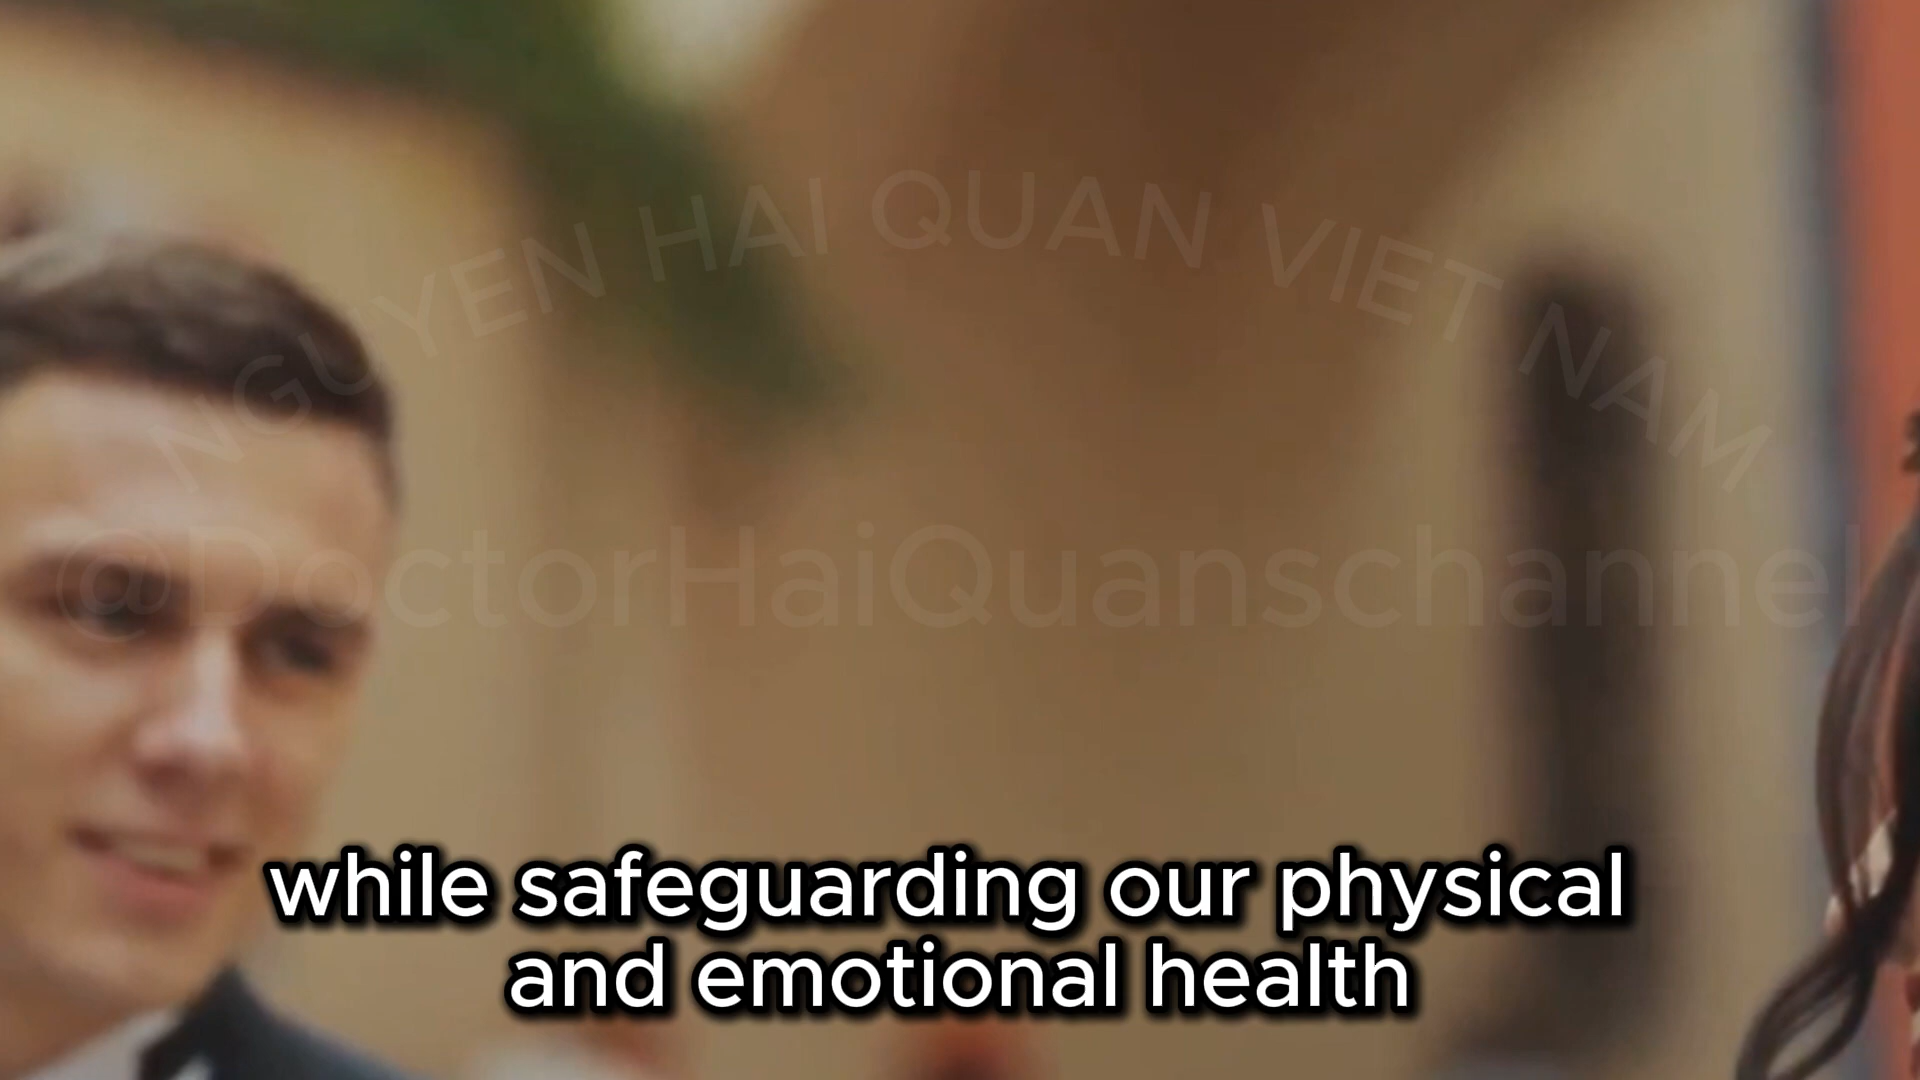 NGUYEN HAI QUAN VIET NAM
@DoctorHaiQuanschannel
while safeguarding our physical
and emotional health